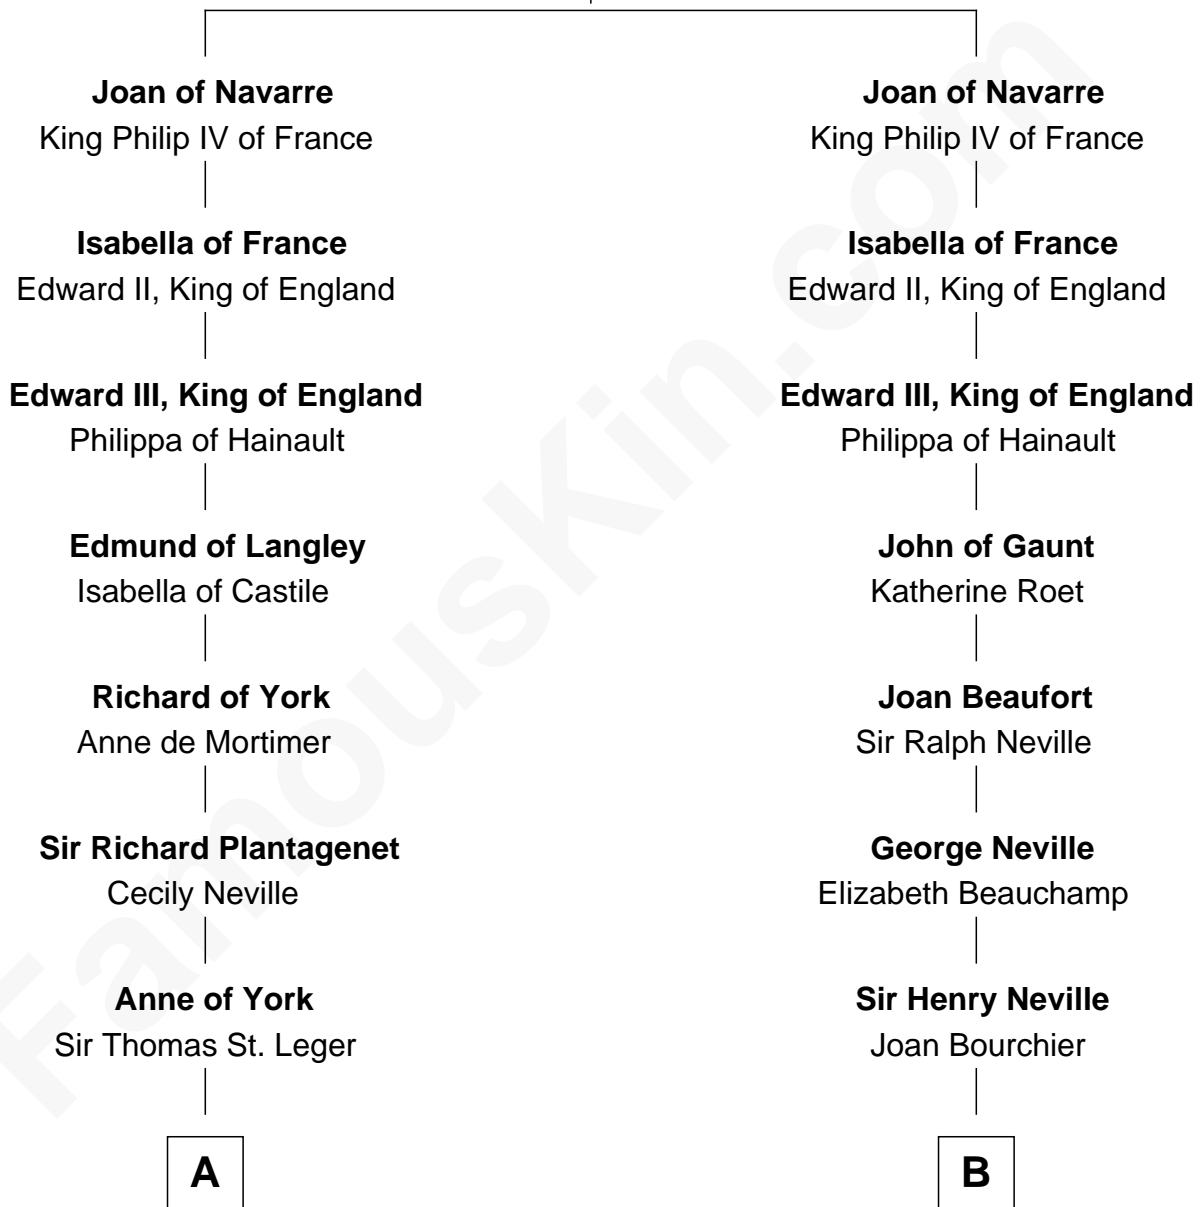 Joan of Navarre
King Philip IV of France
Isabella of France
Edward II, King of England
Edward III, King of England
Philippa of Hainault
Edmund of Langley
Isabella of Castile
Richard of York
Anne de Mortimer
Sir Richard Plantagenet
Cecily Neville
Anne of York
Sir Thomas St. Leger
A
Joan of Navarre
King Philip IV of France
Isabella of France
Edward II, King of England
Edward III, King of England
Philippa of Hainault
John of Gaunt
Katherine Roet
Joan Beaufort
Sir Ralph Neville
George Neville
Elizabeth Beauchamp
Sir Henry Neville
Joan Bourchier
B
FamousKin.com